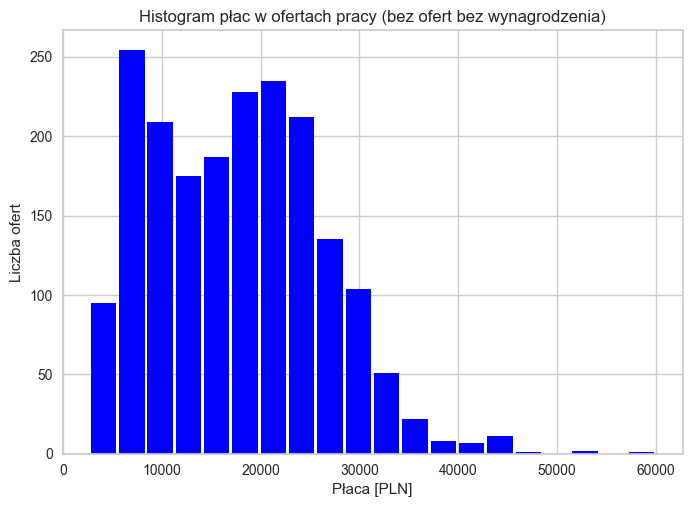 Histogram płac w ofertach pracy (bez ofert bez wynagrodzenia)
250
200
150
100
50
0
Liczba ofert
0 10000 20000 30000 40000 50000 60000
Płaca [PLN]